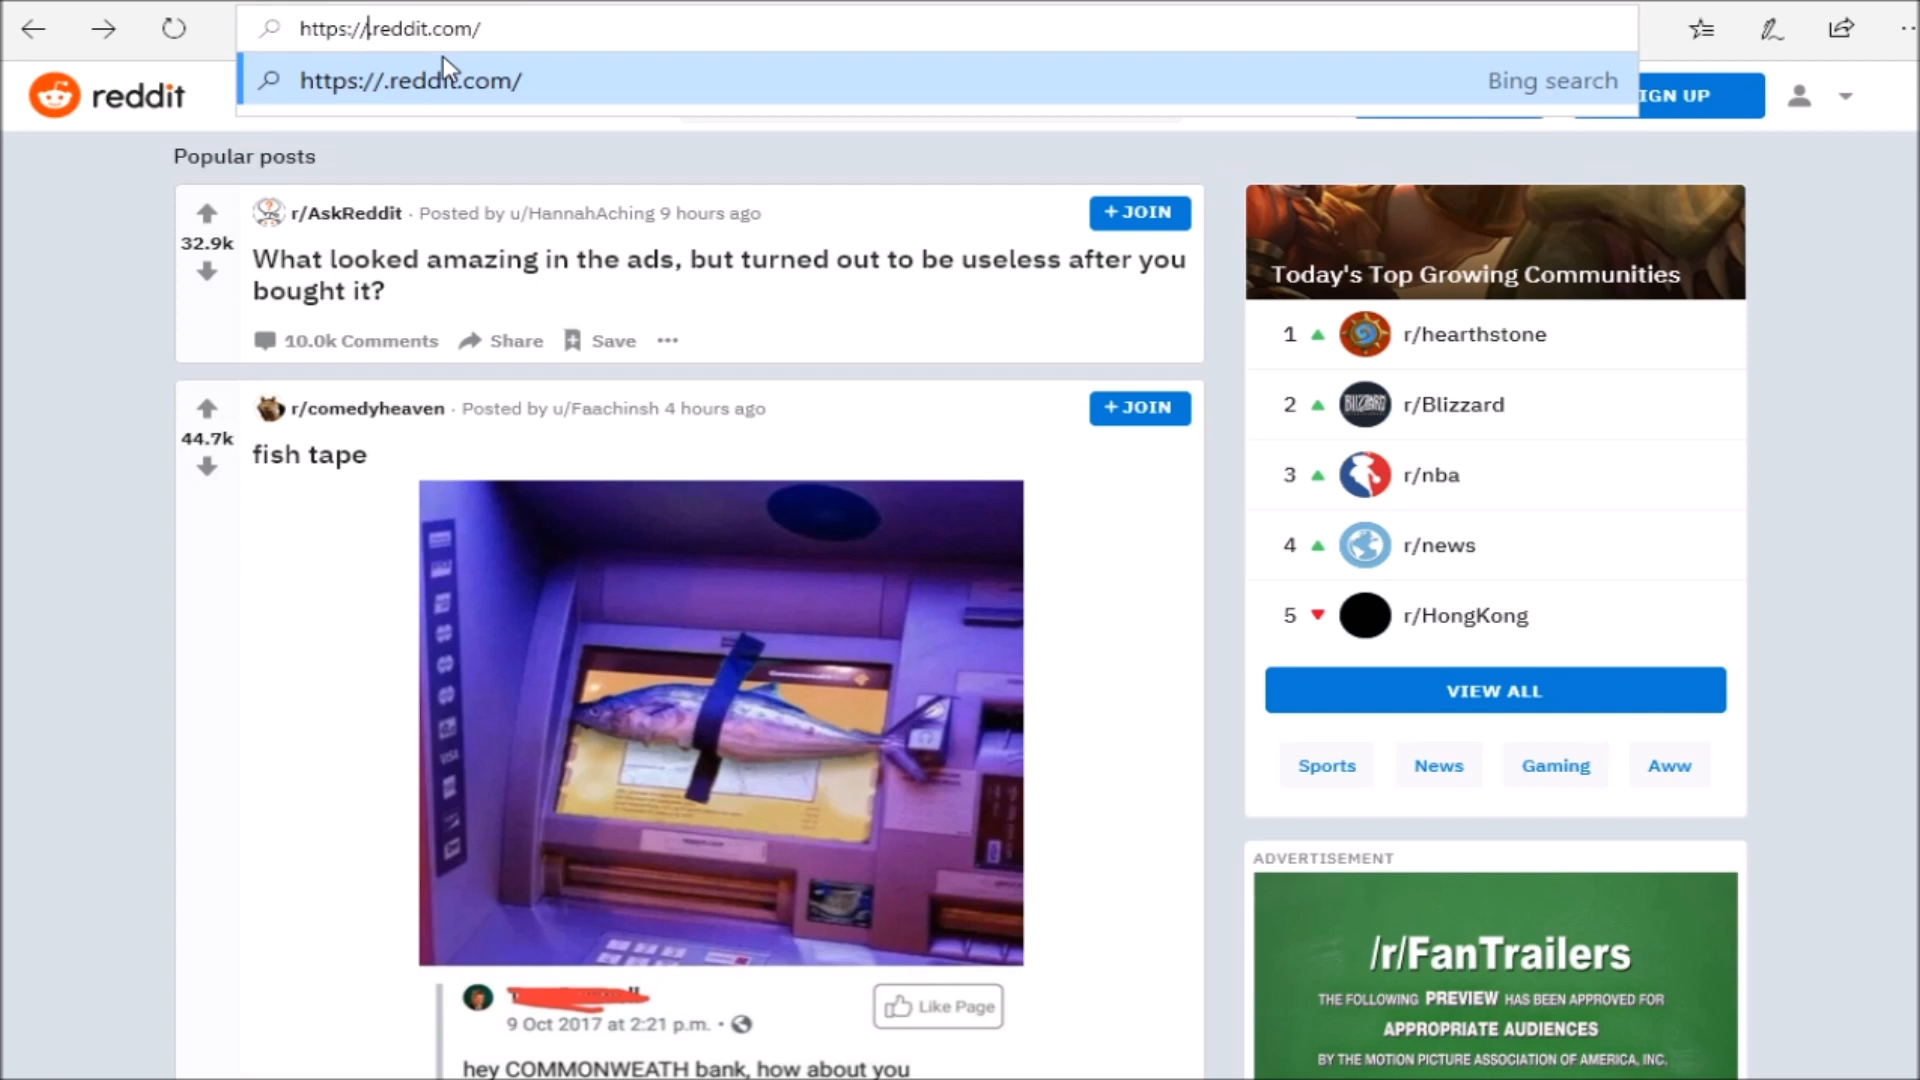 https://.reddit.com/
https://.reddit.com/ Bing search
reddit
IGN UP
Popular posts
r/AskReddit · Posted by u/HannahAching 9 hours ago
+ JOIN
32.9k
What looked amazing in the ads, but turned out to be useless after you
bought it?
10.0k Comments Share Save ···
r/comedyheaven · Posted by u/Faachinsh 4 hours ago
+ JOIN
44.7k
fish tape
VISA
9 Oct 2017 at 2:21 p.m. ·
Like Page
hey COMMONWEATH bank, how about you
Today's Top Growing Communities
1 r/hearthstone
2 BLIZZARD r/Blizzard
3 r/nba
4 r/news
5 r/HongKong
VIEW ALL
Sports News Gaming Aww
ADVERTISEMENT
/r/FanTrailers
THE FOLLOWING PREVIEW HAS BEEN APPROVED FOR
APPROPRIATE AUDIENCES
BY THE MOTION PICTURE ASSOCIATION OF AMERICA, INC.